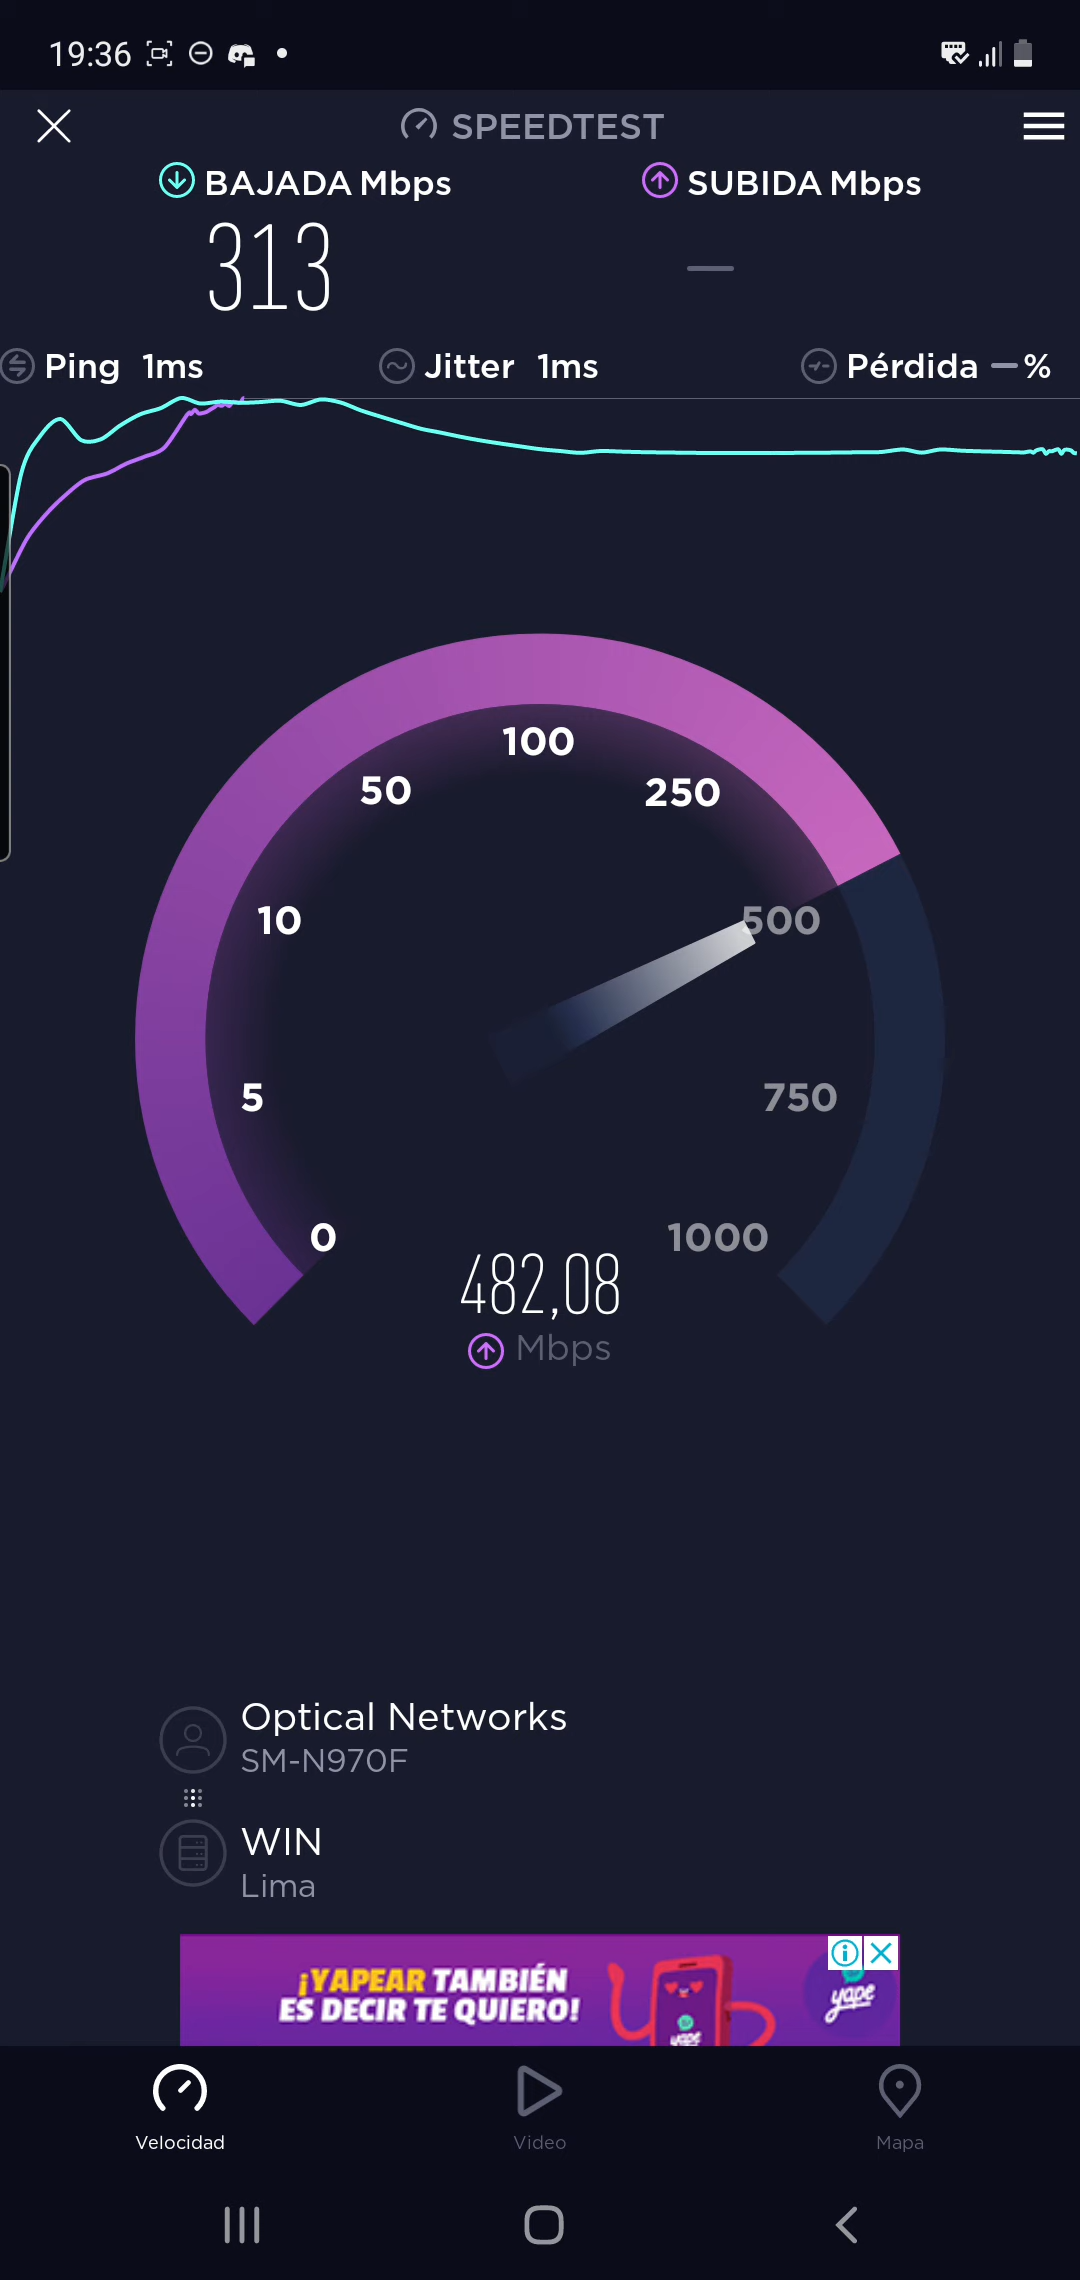 19:36
SPEEDTEST
BAJADA Mbps
SUBIDA Mbps
313
—
Ping 1ms
Jitter 1ms
Pérdida —%
100
50
250
10
500
5
750
0
1000
482,08
Mbps
Optical Networks
SM-N970F
WIN
Lima
¡YAPEAR TAMBIÉN
ES DECIR TE QUIERO!
yape
yape
Velocidad
Video
Mapa